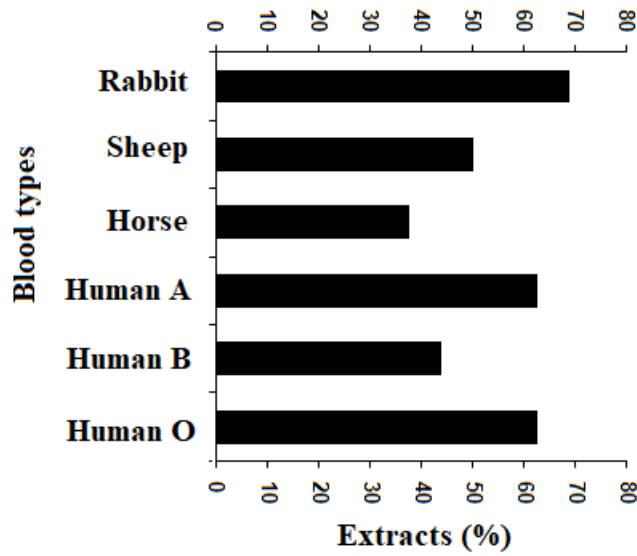 0 10 20 30 40 50 60 70 80
Blood types
Rabbit
Sheep
Horse
Human A
Human B
Human O
0 10 20 30 40 50 60 70 80
Extracts (%)